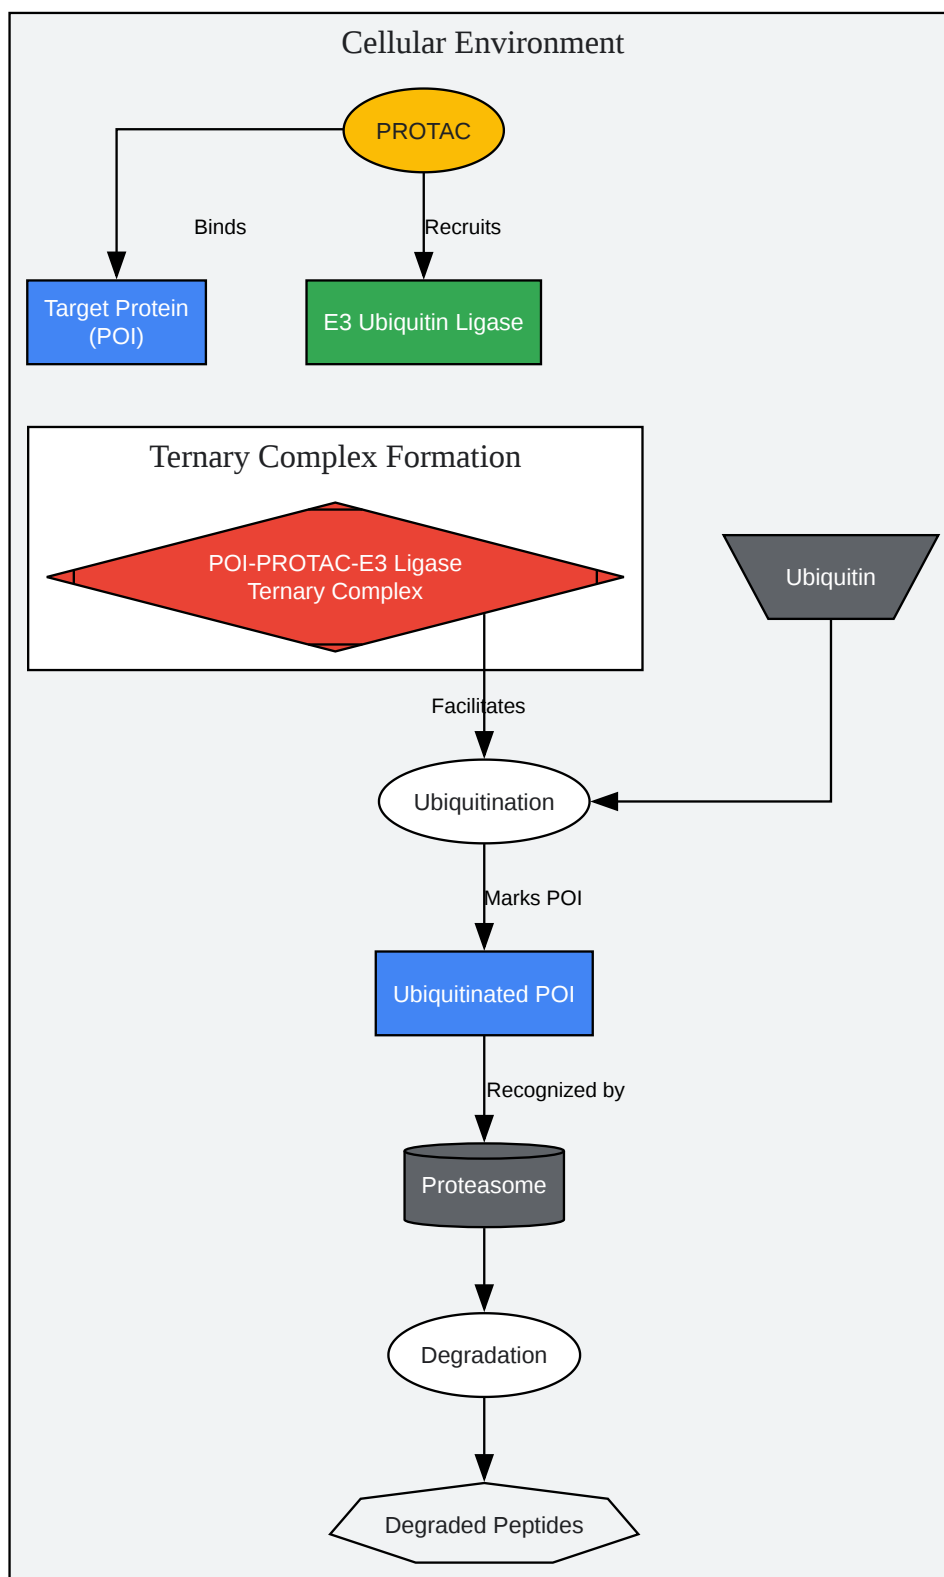 Cellular Environment
PROTAC
Binds
Recruits
Target Protein
(POI)
E3 Ubiquitin Ligase
Ternary Complex Formation
POI-PROTAC-E3 Ligase
Ternary Complex
Ubiquitin
Facilitates
Ubiquitination
Marks POI
Ubiquitinated POI
Recognized by
Proteasome
Degradation
Degraded Peptides